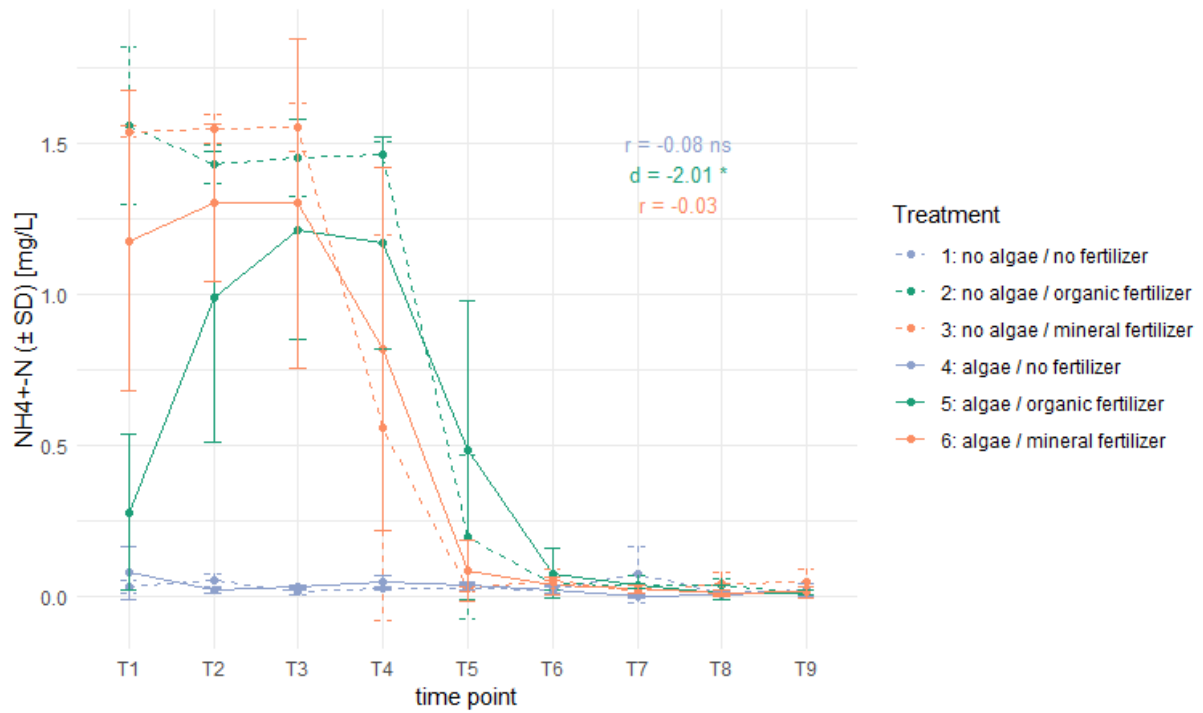 NH4+-N (± SD) [mg/L]
1.5
1.0
0.5
0.0
r = -0.08 ns
d = -2.01 *
r = -0.03
T1 T2 T3 T4 T5 T6 T7 T8 T9
time point
Treatment
1: no algae / no fertilizer
2: no algae / organic fertilizer
3: no algae / mineral fertilizer
4: algae / no fertilizer
5: algae / organic fertilizer
6: algae / mineral fertilizer